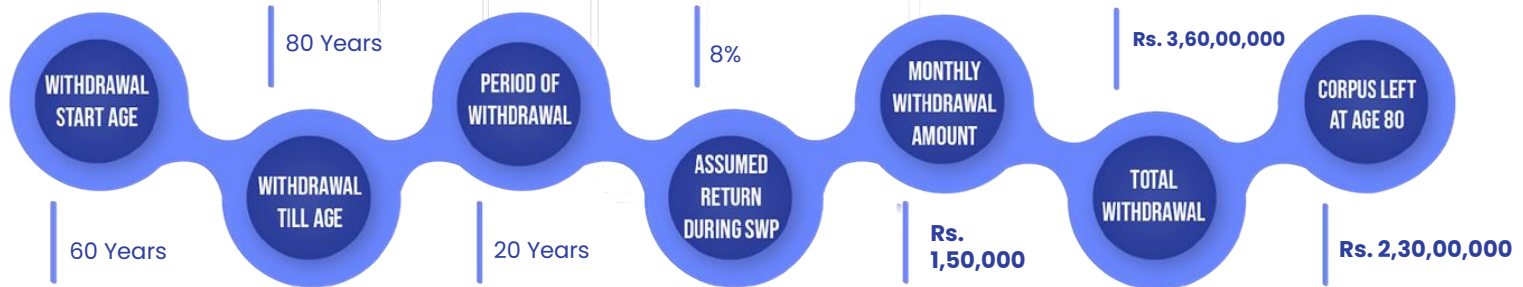 WITHDRAWAL
START AGE
60 Years
80 Years
WITHDRAWAL
TILL AGE
PERIOD OF
WITHDRAWAL
20 Years
8%
ASSUMED
RETURN
DURING SWP
MONTHLY
WITHDRAWAL
AMOUNT
Rs.
1,50,000
Rs. 3,60,00,000
TOTAL
WITHDRAWAL
CORPUS LEFT
AT AGE 80
Rs. 2,30,00,000